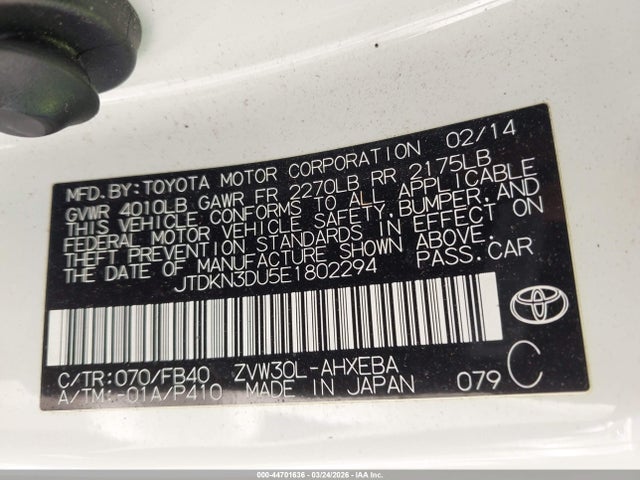 MFD. BY: TOYOTA MOTOR CORPORATION 02/14
GVWR 4010LB GAWR FR 2270LB RR 2175LB
THIS VEHICLE CONFORMS TO ALL APPLICABLE
FEDERAL MOTOR VEHICLE SAFETY, BUMPER, AND
THEFT PREVENTION STANDARDS IN EFFECT ON
THE DATE OF MANUFACTURE SHOWN ABOVE.
JTDKN3DU5E1802294 PASS. CAR
C/TR: 070/FB40 ZVW30L-AHXEBA
A/TM: -01A/P410 MADE IN JAPAN 079 C
000-44701636 - 03/24/2026 - IAA Inc.